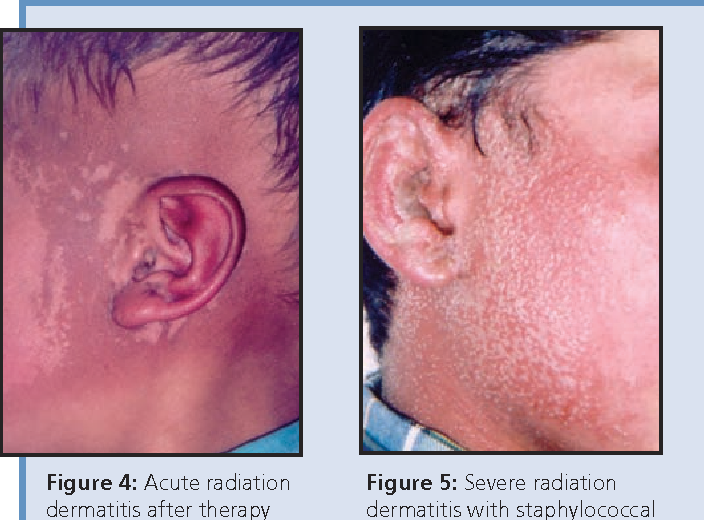 Figure 4: Acute radiation
dermatitis after therapy
Figure 5: Severe radiation
dermatitis with staphylococcal